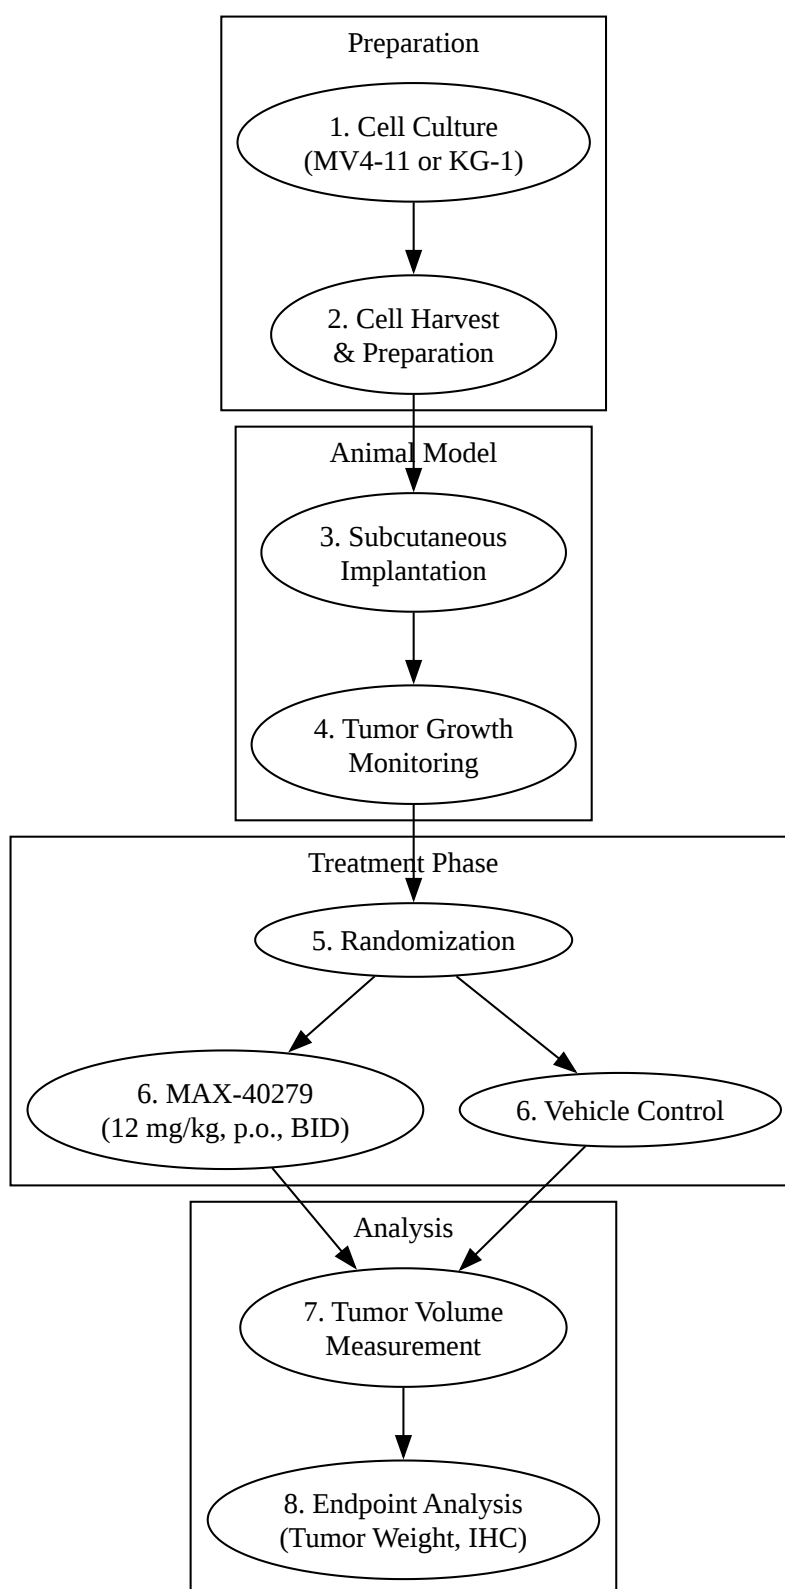 Preparation
1. Cell Culture
(MV4-11 or KG-1)
2. Cell Harvest
& Preparation
Animal Model
3. Subcutaneous
Implantation
4. Tumor Growth
Monitoring
Treatment Phase
5. Randomization
6. MAX-40279
(12 mg/kg, p.o., BID)
6. Vehicle Control
Analysis
7. Tumor Volume
Measurement
8. Endpoint Analysis
(Tumor Weight, IHC)